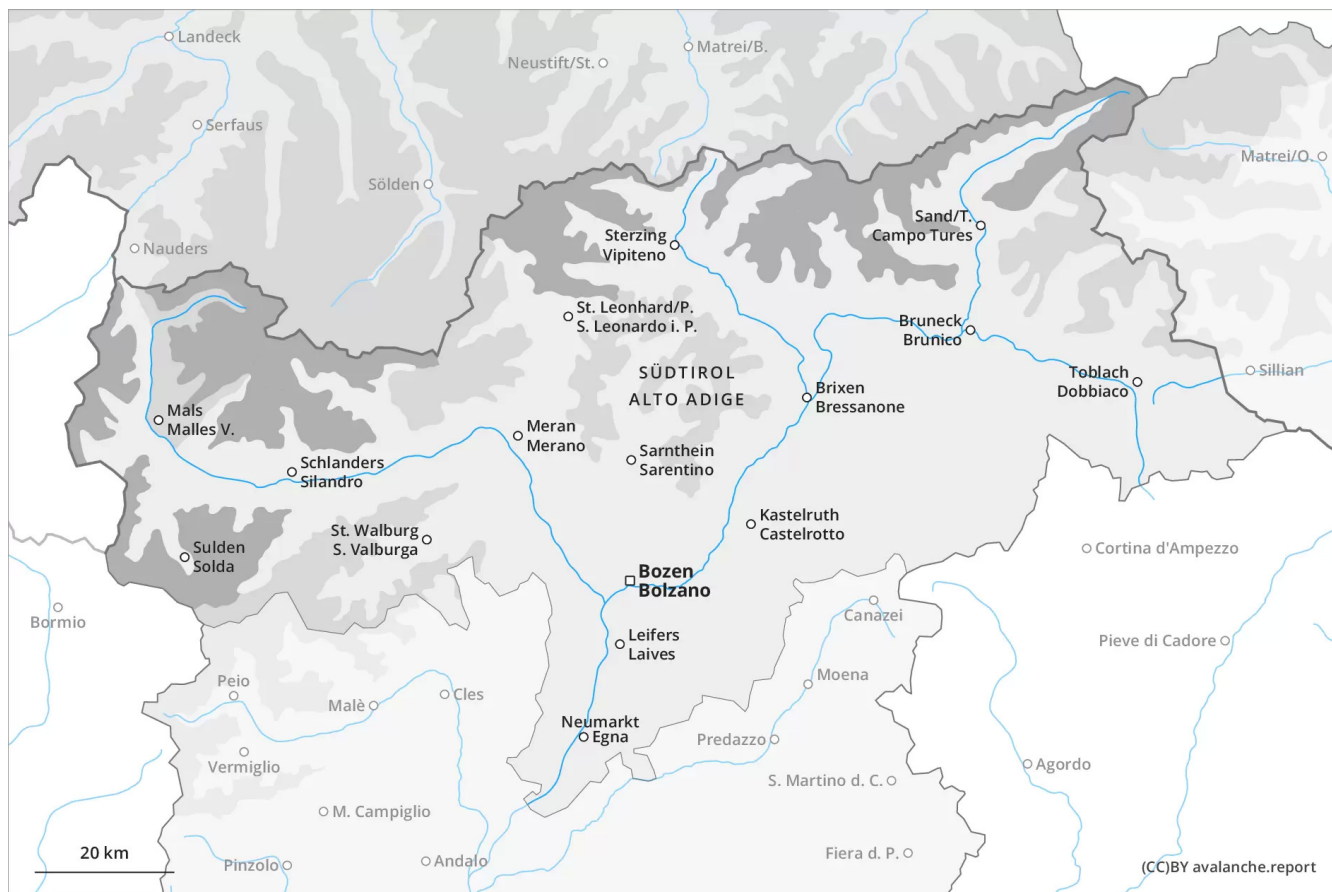 Landeck
Matrei/B.
Neustift/St.
Serfaus
Matrei/O.
Sölden
Sand/T.
Campo Tures
Sterzing
Vipiteno
Nauders
St. Leonhard/P.
S. Leonardo i. P.
Bruneck
Brunico
SÜDTIROL
ALTO ADIGE
Toblach
Dobbiaco
Sillian
Brixen
Bressanone
Mals
Malles V.
Meran
Merano
Schlanders
Silandro
Sarnthein
Sarentino
Kastelruth
Castelrotto
St. Walburg
S. Valburga
Sulden
Solda
Cortina d'Ampezzo
Bozen
Bolzano
Bormio
Canazei
Leifers
Laives
Pieve di Cadore
Peio
Moena
Cles
Malè
Neumarkt
Egna
Predazzo
Vermiglio
Agordo
S. Martino d. C.
M. Campiglio
20 km
Pinzolo
Andalo
Fiera d. P.
(CC)BY avalanche.report